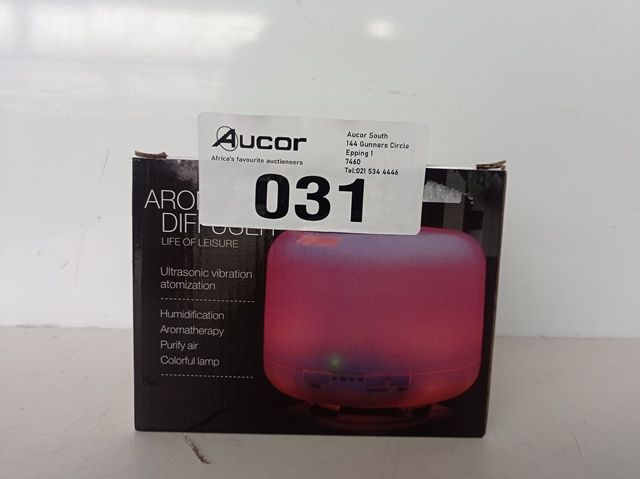 Aucor
Africa's favourite auctioneers
Aucor South
144 Gunners Circle
Epping 1
7460
Tel:021 534 4446
031
LIFE OF LEISURE
Ultrasonic vibration
atomization
Humidification
Aromatherapy
Purify air
Colorful lamp